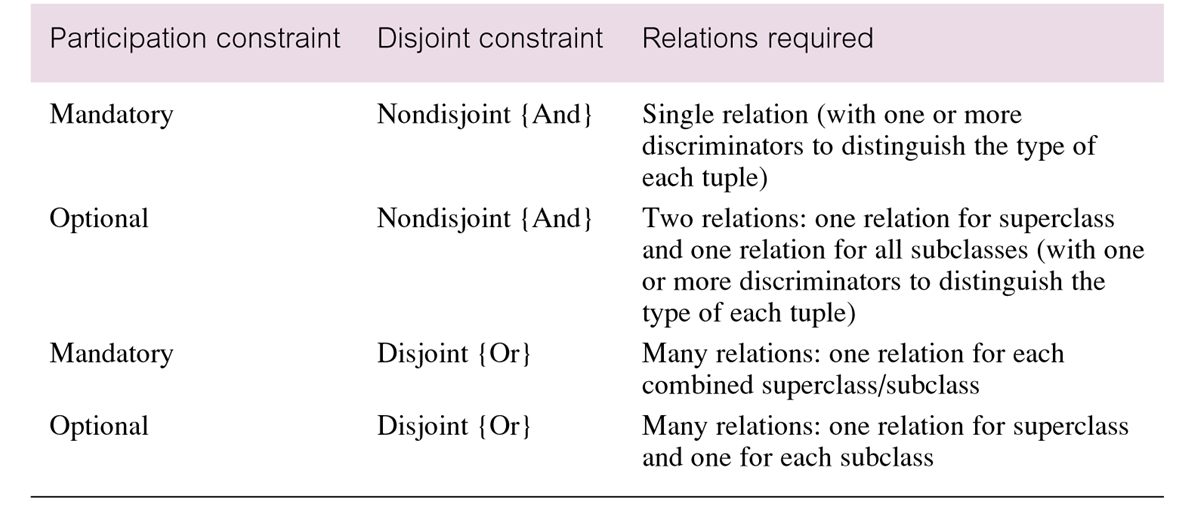 Participation constraint Disjoint constraint Relations required
Mandatory Nondisjoint {And} Single relation (with one or more
discriminators to distinguish the type of
each tuple)
Optional Nondisjoint {And} Two relations: one relation for superclass
and one relation for all subclasses (with one
or more discriminators to distinguish the
type of each tuple)
Mandatory Disjoint {Or} Many relations: one relation for each
combined superclass/subclass
Optional Disjoint {Or} Many relations: one relation for superclass
and one for each subclass